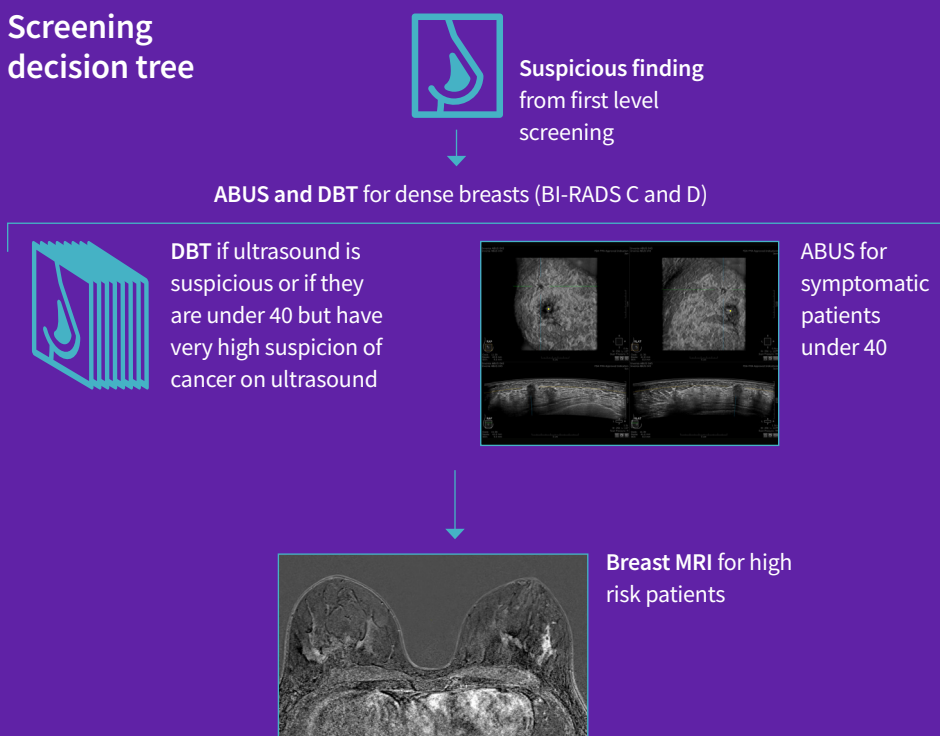 Screening
decision tree
Suspicious finding
from first level
screening
ABUS and DBT for dense breasts (BI-RADS C and D)
DBT if ultrasound is
suspicious or if they
are under 40 but have
very high suspicion of
cancer on ultrasound
ABUS for
symptomatic
patients
under 40
Breast MRI for high
risk patients